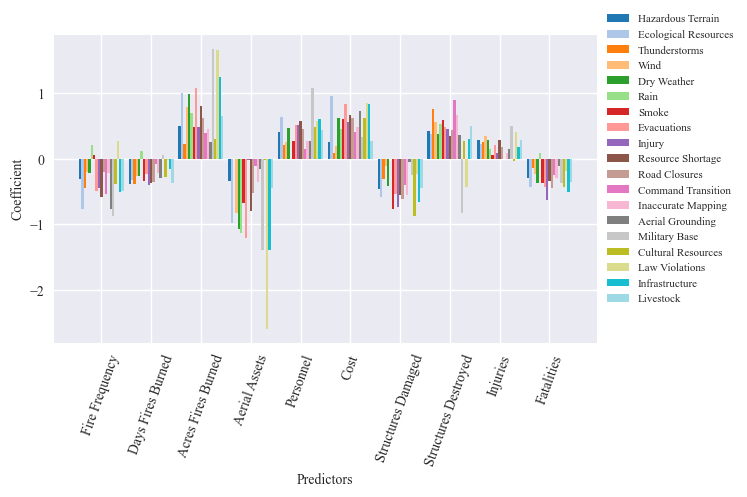 Hazardous Terrain
Ecological Resources
Thunderstorms
Wind
Dry Weather
Rain
Smoke
Evacuations
Injury
Resource Shortage
Road Closures
Command Transition
Inaccurate Mapping
Aerial Grounding
Military Base
Cultural Resources
Law Violations
Infrastructure
Livestock
Coefficient
1
0
−1
−2
Fire Frequency
Days Fires Burned
Acres Fires Burned
Aerial Assets
Personnel
Cost
Structures Damaged
Structures Destroyed
Injuries
Fatalities
Predictors